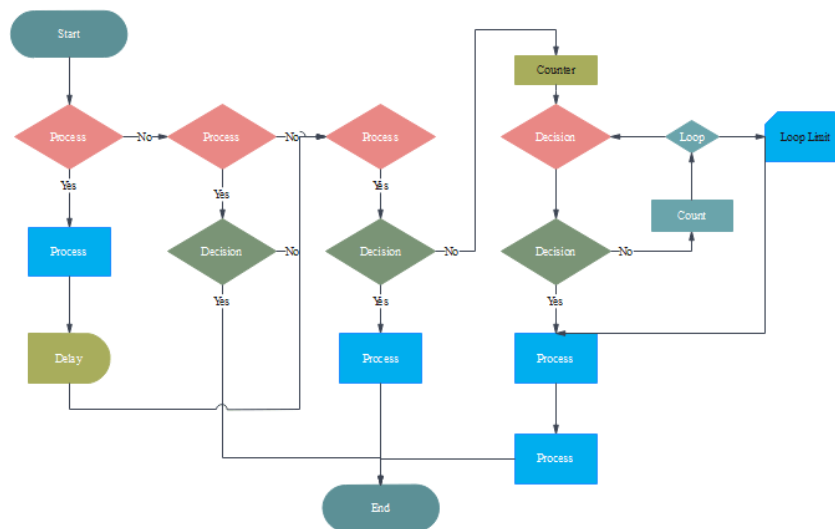 Start
Counter
Process
No
Process
No
Process
Decision
Loop
Loop Limit
Yes
Yes
Yes
Count
Process
Decision
No
Decision
No
Decision
No
Yes
Yes
Yes
Delay
Process
Process
Process
End